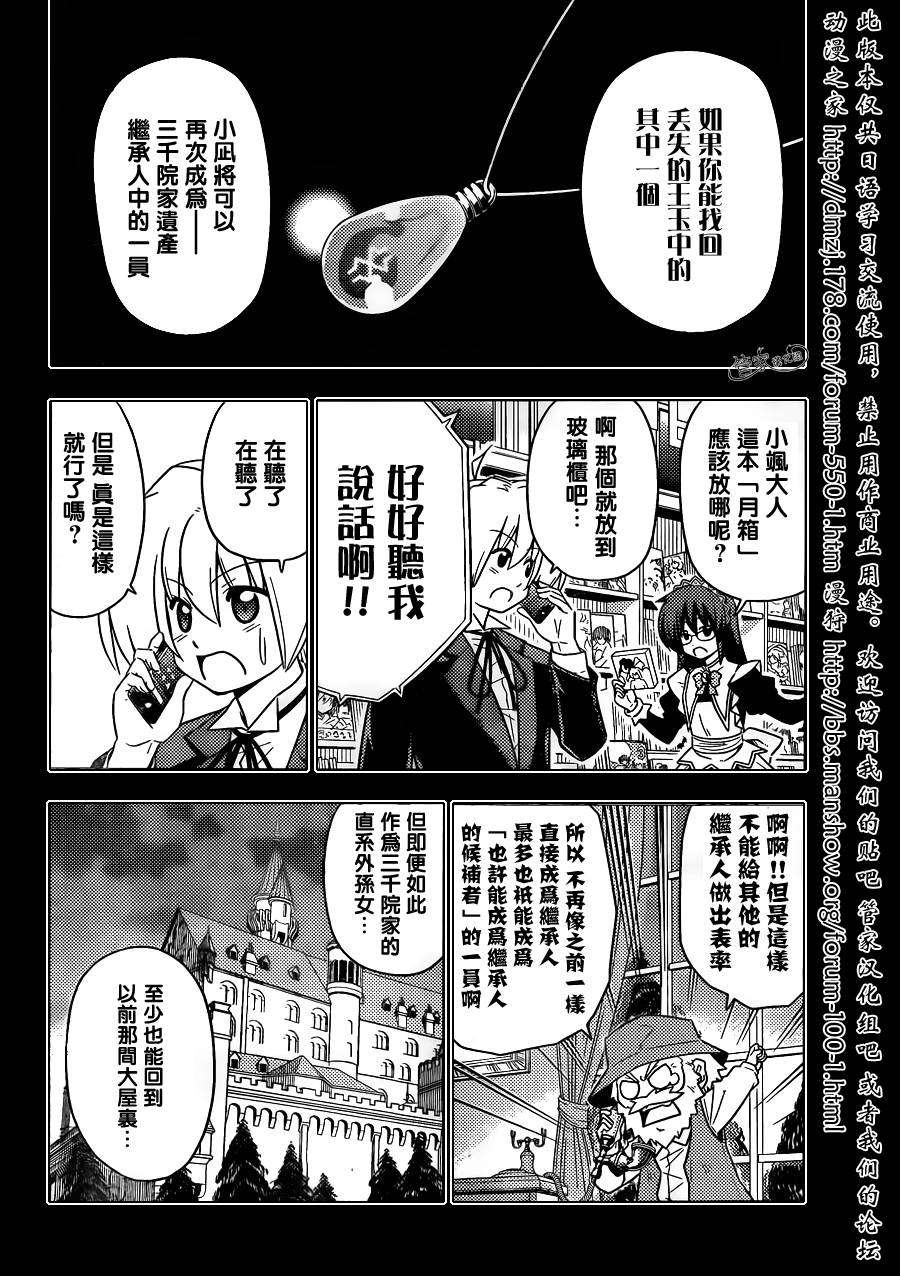 如果你能找回
丟失的王玉中的
其中一個
小凪將可以
再次成爲——
三千院家遺產
繼承人中的一員
小颯大人
這本「月箱」
應該放哪呢?
啊 那個就放到
玻璃櫃吧…
好好聽我
說話啊!!
在聽了
在聽了
但是 眞是這樣
就行了嗎?
啊啊!!但是這樣
不能給其他的
繼承人做出表率
所以 不再像之前一樣
直接成爲繼承人
最多也祇能成爲
「也許能成爲繼承人
的候補者」的一員啊
但即便如此
作爲三千院家的
直系外孫女,
至少也能回到
以前那間大屋裏…
此版本仅共日语学习交流使用，禁止用作商业用途。欢迎访问我们的贴吧 管家汉化组吧 或者我们的论坛
动漫之家 http://dmzj.178.com/forum-550-1.htm 漫行 http://bbs.manshow.org/forum-100-1.html